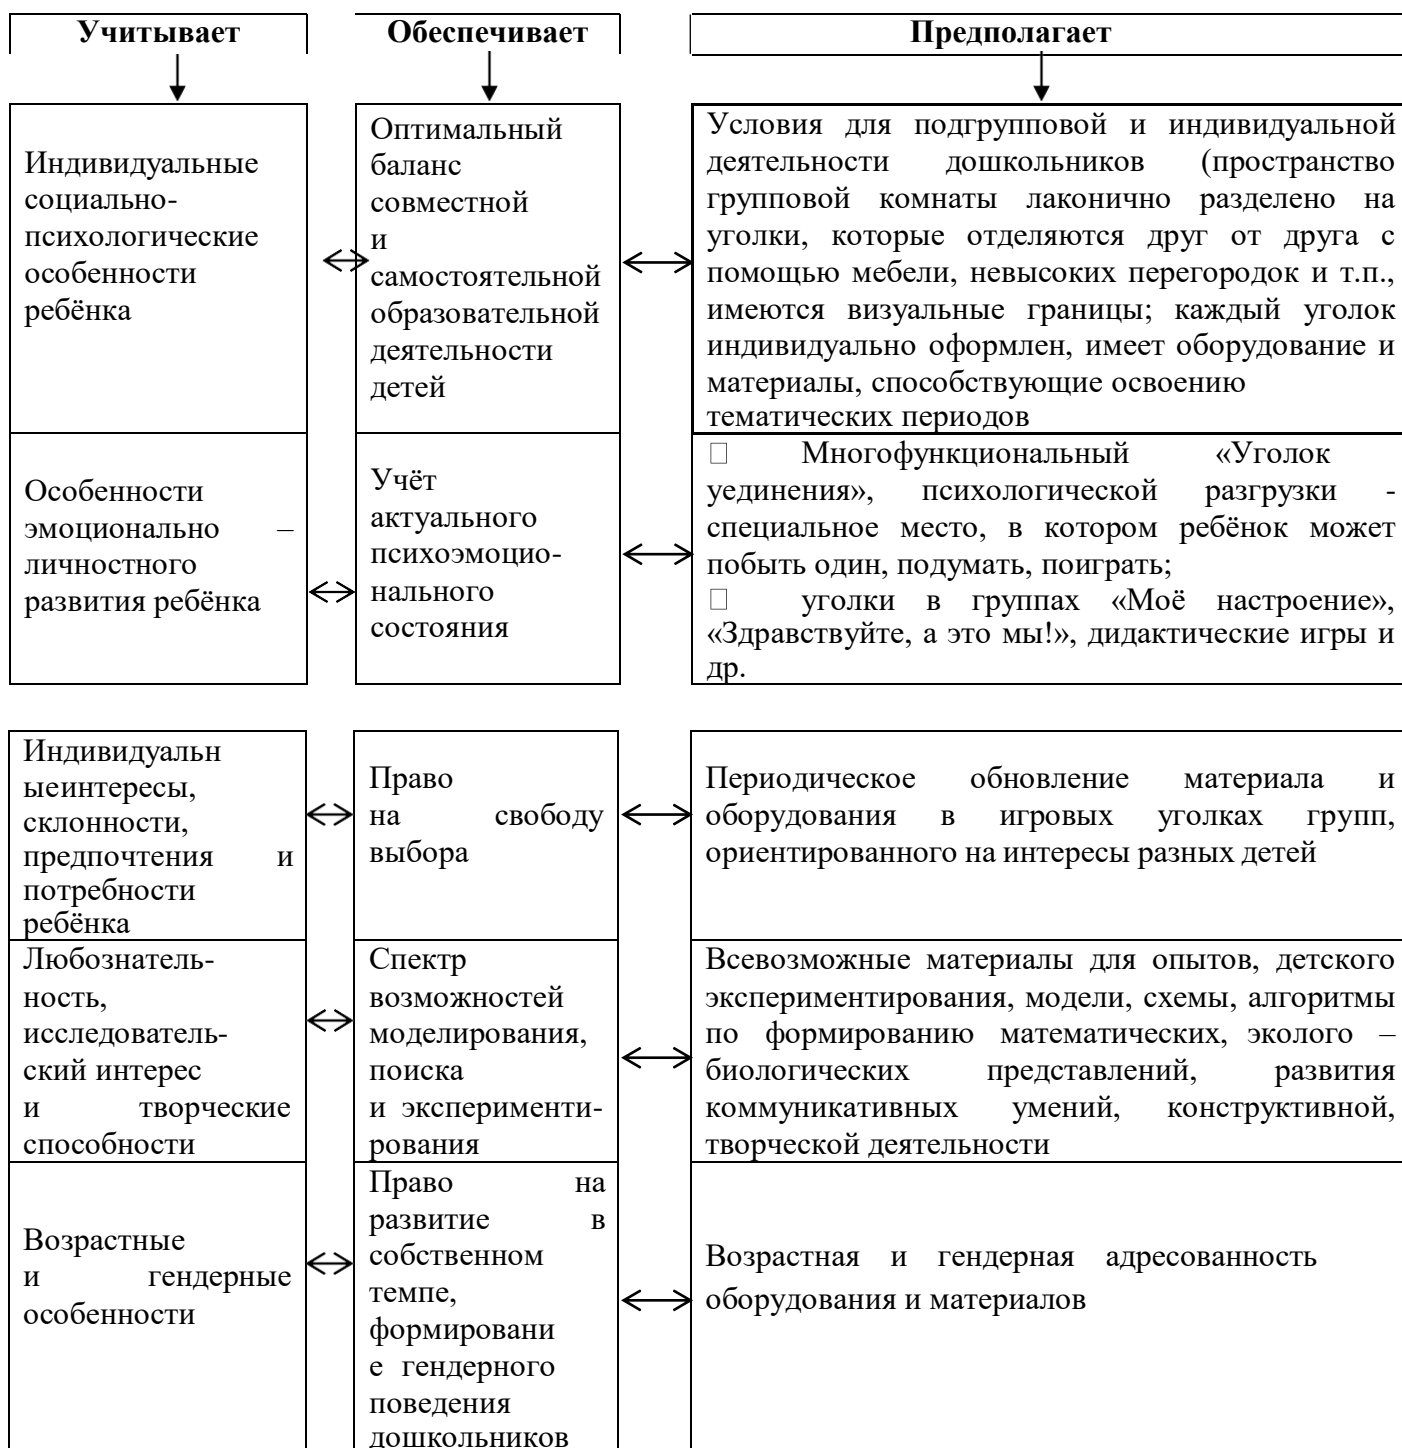 Учитывает
Обеспечивает
Предполагает
Индивидуальные
социально-
психологические
особенности
ребёнка
Оптимальный
баланс
совместной
и
самостоятельной
образовательной
деятельности
детей
Условия для подгрупповой и индивидуальной
деятельности дошкольников (пространство
групповой комнаты лаконично разделено на
уголки, которые отделяются друг от друга с
помощью мебели, невысоких перегородок и т.п.,
имеются визуальные границы; каждый уголок
индивидуально оформлен, имеет оборудование и
материалы, способствующие освоению
тематических периодов
Особенности
эмоционально –
личностного
развития ребёнка
Учёт
актуального
психоэмоцио-
нального
состояния
Многофункциональный «Уголок
уединения», психологической разгрузки -
специальное место, в котором ребёнок может
побыть один, подумать, поиграть;
уголки в группах «Моё настроение»,
«Здравствуйте, а это мы!», дидактические игры и
др.
Индивидуальн
ыеинтересы,
склонности,
предпочтения и
потребности
ребёнка
Право
на свободу
выбора
Периодическое обновление материала и
оборудования в игровых уголках групп,
ориентированного на интересы разных детей
Любознатель-
ность,
исследователь-
ский интерес
и творческие
способности
Спектр
возможностей
моделирования,
поиска
и эксперименти-
рования
Всевозможные материалы для опытов, детского
экспериментирования, модели, схемы, алгоритмы
по формированию математических, эколого –
биологических представлений, развития
коммуникативных умений, конструктивной,
творческой деятельности
Возрастные
и гендерные
особенности
Право на
развитие в
собственном
темпе,
формировани
е гендерного
поведения
дошкольников
Возрастная и гендерная адресованность
оборудования и материалов